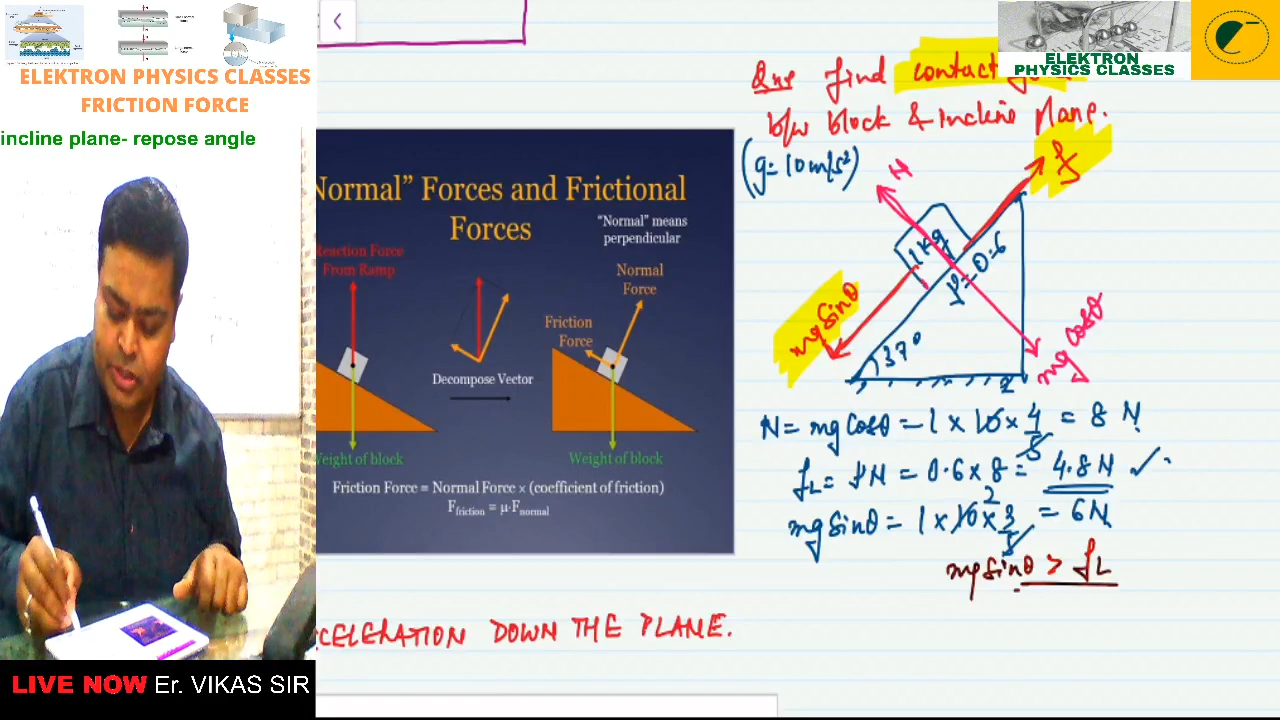 ELEKTRON PHYSICS CLASSES
FRICTION FORCE
incline plane- repose angle
ELEKTRON
PHYSICS CLASSES
Que find contact
b/w block & Incline plane.
(g=10m/s²)
N
f
1kg
μ=0.6
mg sinθ
37°
mg cosθ
N= mg cosθ = 1 × 10 × 4/5 = 8 N
fL = μN = 0.6 × 8 = 4.8 N ✓
mg sinθ = 1 × 10 × 3/5 = 6N
2
mg sinθ > fL
ormal” Forces and Frictional
Forces
“Normal” means
perpendicular
Reaction Force
From Ramp
Normal
Force
Friction
Force
Decompose Vector
Weight of block
Weight of block
Friction Force = Normal Force × (coefficient of friction)
Ffriction = μ·Fnormal
CELERATION DOWN THE PLANE.
LIVE NOW Er. VIKAS SIR